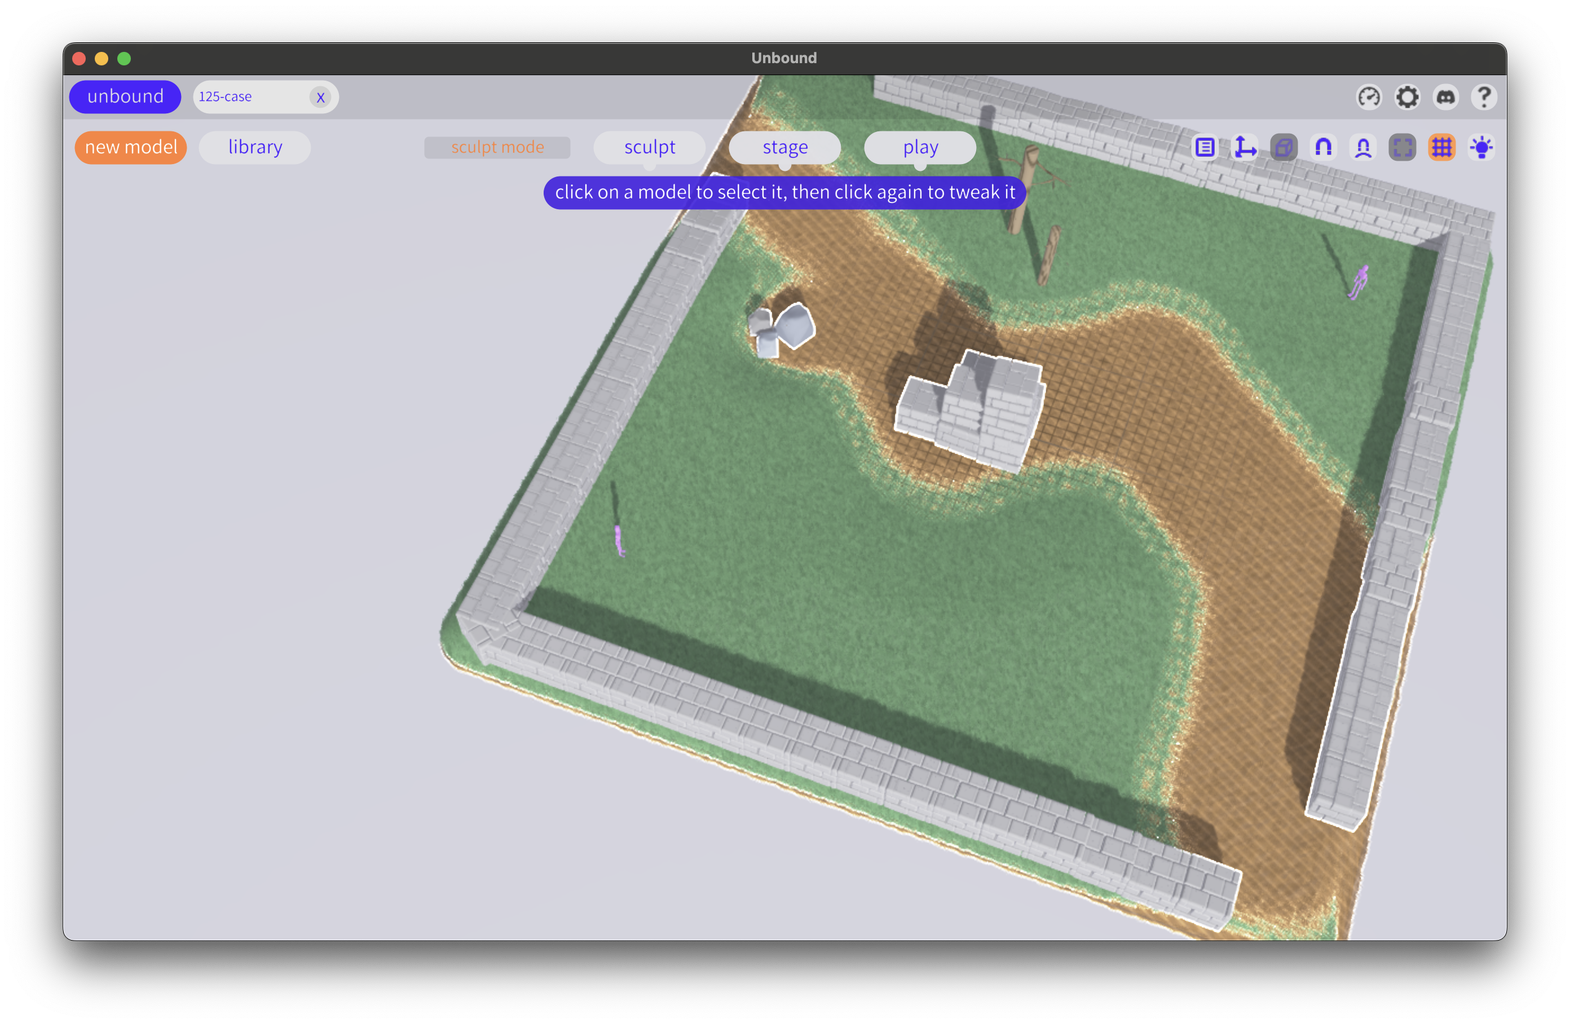 Unbound
unbound
125-case
X
?
new model
library
sculpt mode
sculpt
stage
play
click on a model to select it, then click again to tweak it